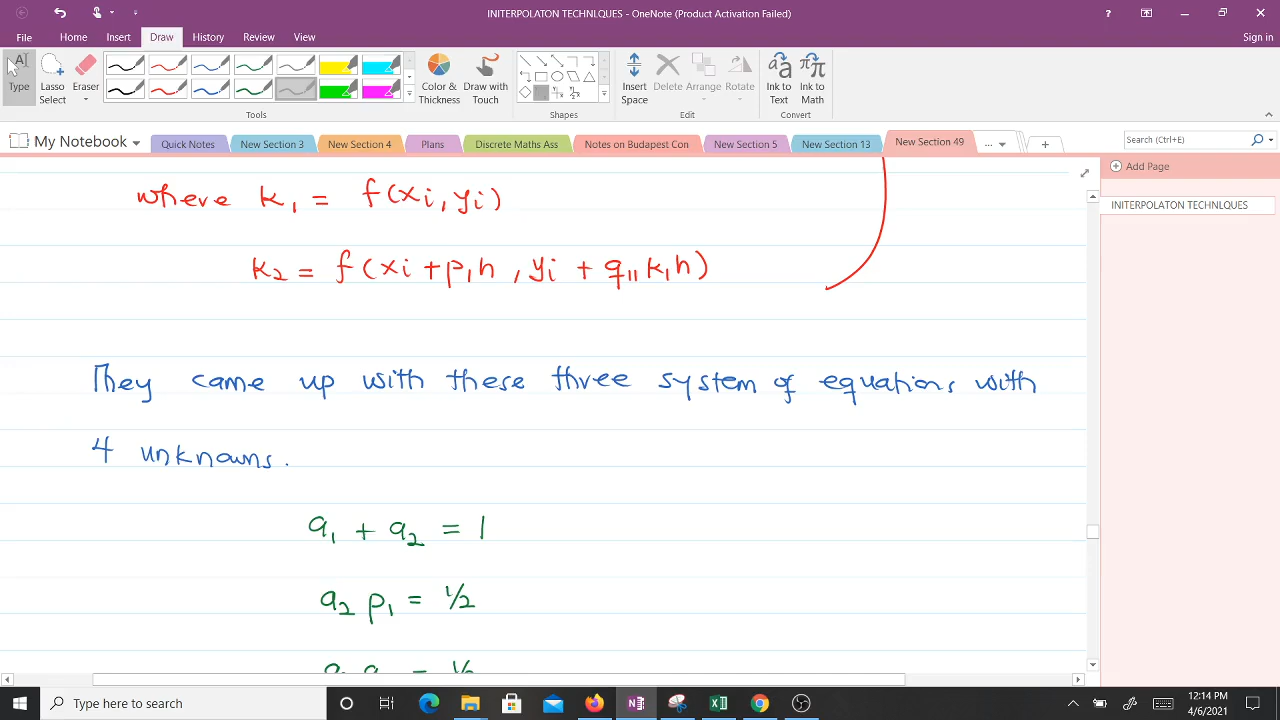 INITERPOLATON TECHNLQUES - OneNote (Product Activation Failed)
File Home Insert Draw History Review View Sign in
Type
Lasso Select
Eraser
Color & Thickness
Draw with Touch
Insert Space
Delete
Arrange
Rotate
Ink to Text
Ink to Math
Tools Shapes Edit Convert
My Notebook Quick Notes New Section 3 New Section 4 Plans Discrete Maths Ass Notes on Budapest Con New Section 5 New Section 13 New Section 49 ... Search (Ctrl+E)
Add Page
INITERPOLATON TECHNLQUES
where k₁ = f(xi, yi)
k₂ = f(xi + p₁h, yi + q₁₁k₁h)
They came up with these three system of equations with
4 unknowns.
a₁ + a₂ = 1
a₂ p₁ = 1/2
Type here to search
12:14 PM
4/6/2021